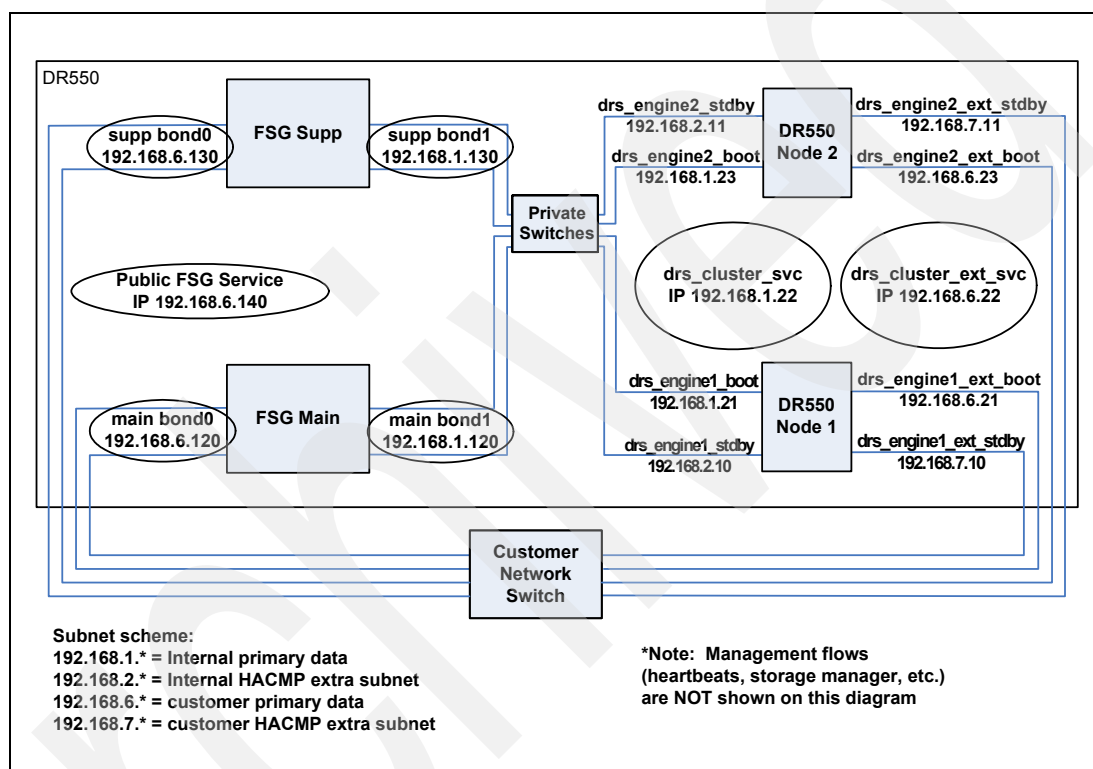 DR550
FSG Supp
supp bond0
192.168.6.130
supp bond1
192.168.1.130
drs_engine2_stdby
192.168.2.11
drs_engine2_boot
192.168.1.23
DR550
Node 2
drs_engine2_ext_stdby
192.168.7.11
drs_engine2_ext_boot
192.168.6.23
Private
Switches
Public FSG Service
IP 192.168.6.140
drs_cluster_svc
IP 192.168.1.22
drs_cluster_ext_svc
IP 192.168.6.22
FSG Main
main bond0
192.168.6.120
main bond1
192.168.1.120
drs_engine1_boot
192.168.1.21
drs_engine1_stdby
192.168.2.10
DR550
Node 1
drs_engine1_ext_boot
192.168.6.21
drs_engine1_ext_stdby
192.168.7.10
Customer
Network
Switch
Subnet scheme:
192.168.1.* = Internal primary data
192.168.2.* = Internal HACMP extra subnet
192.168.6.* = customer primary data
192.168.7.* = customer HACMP extra subnet
*Note: Management flows
(heartbeats, storage manager, etc.)
are NOT shown on this diagram